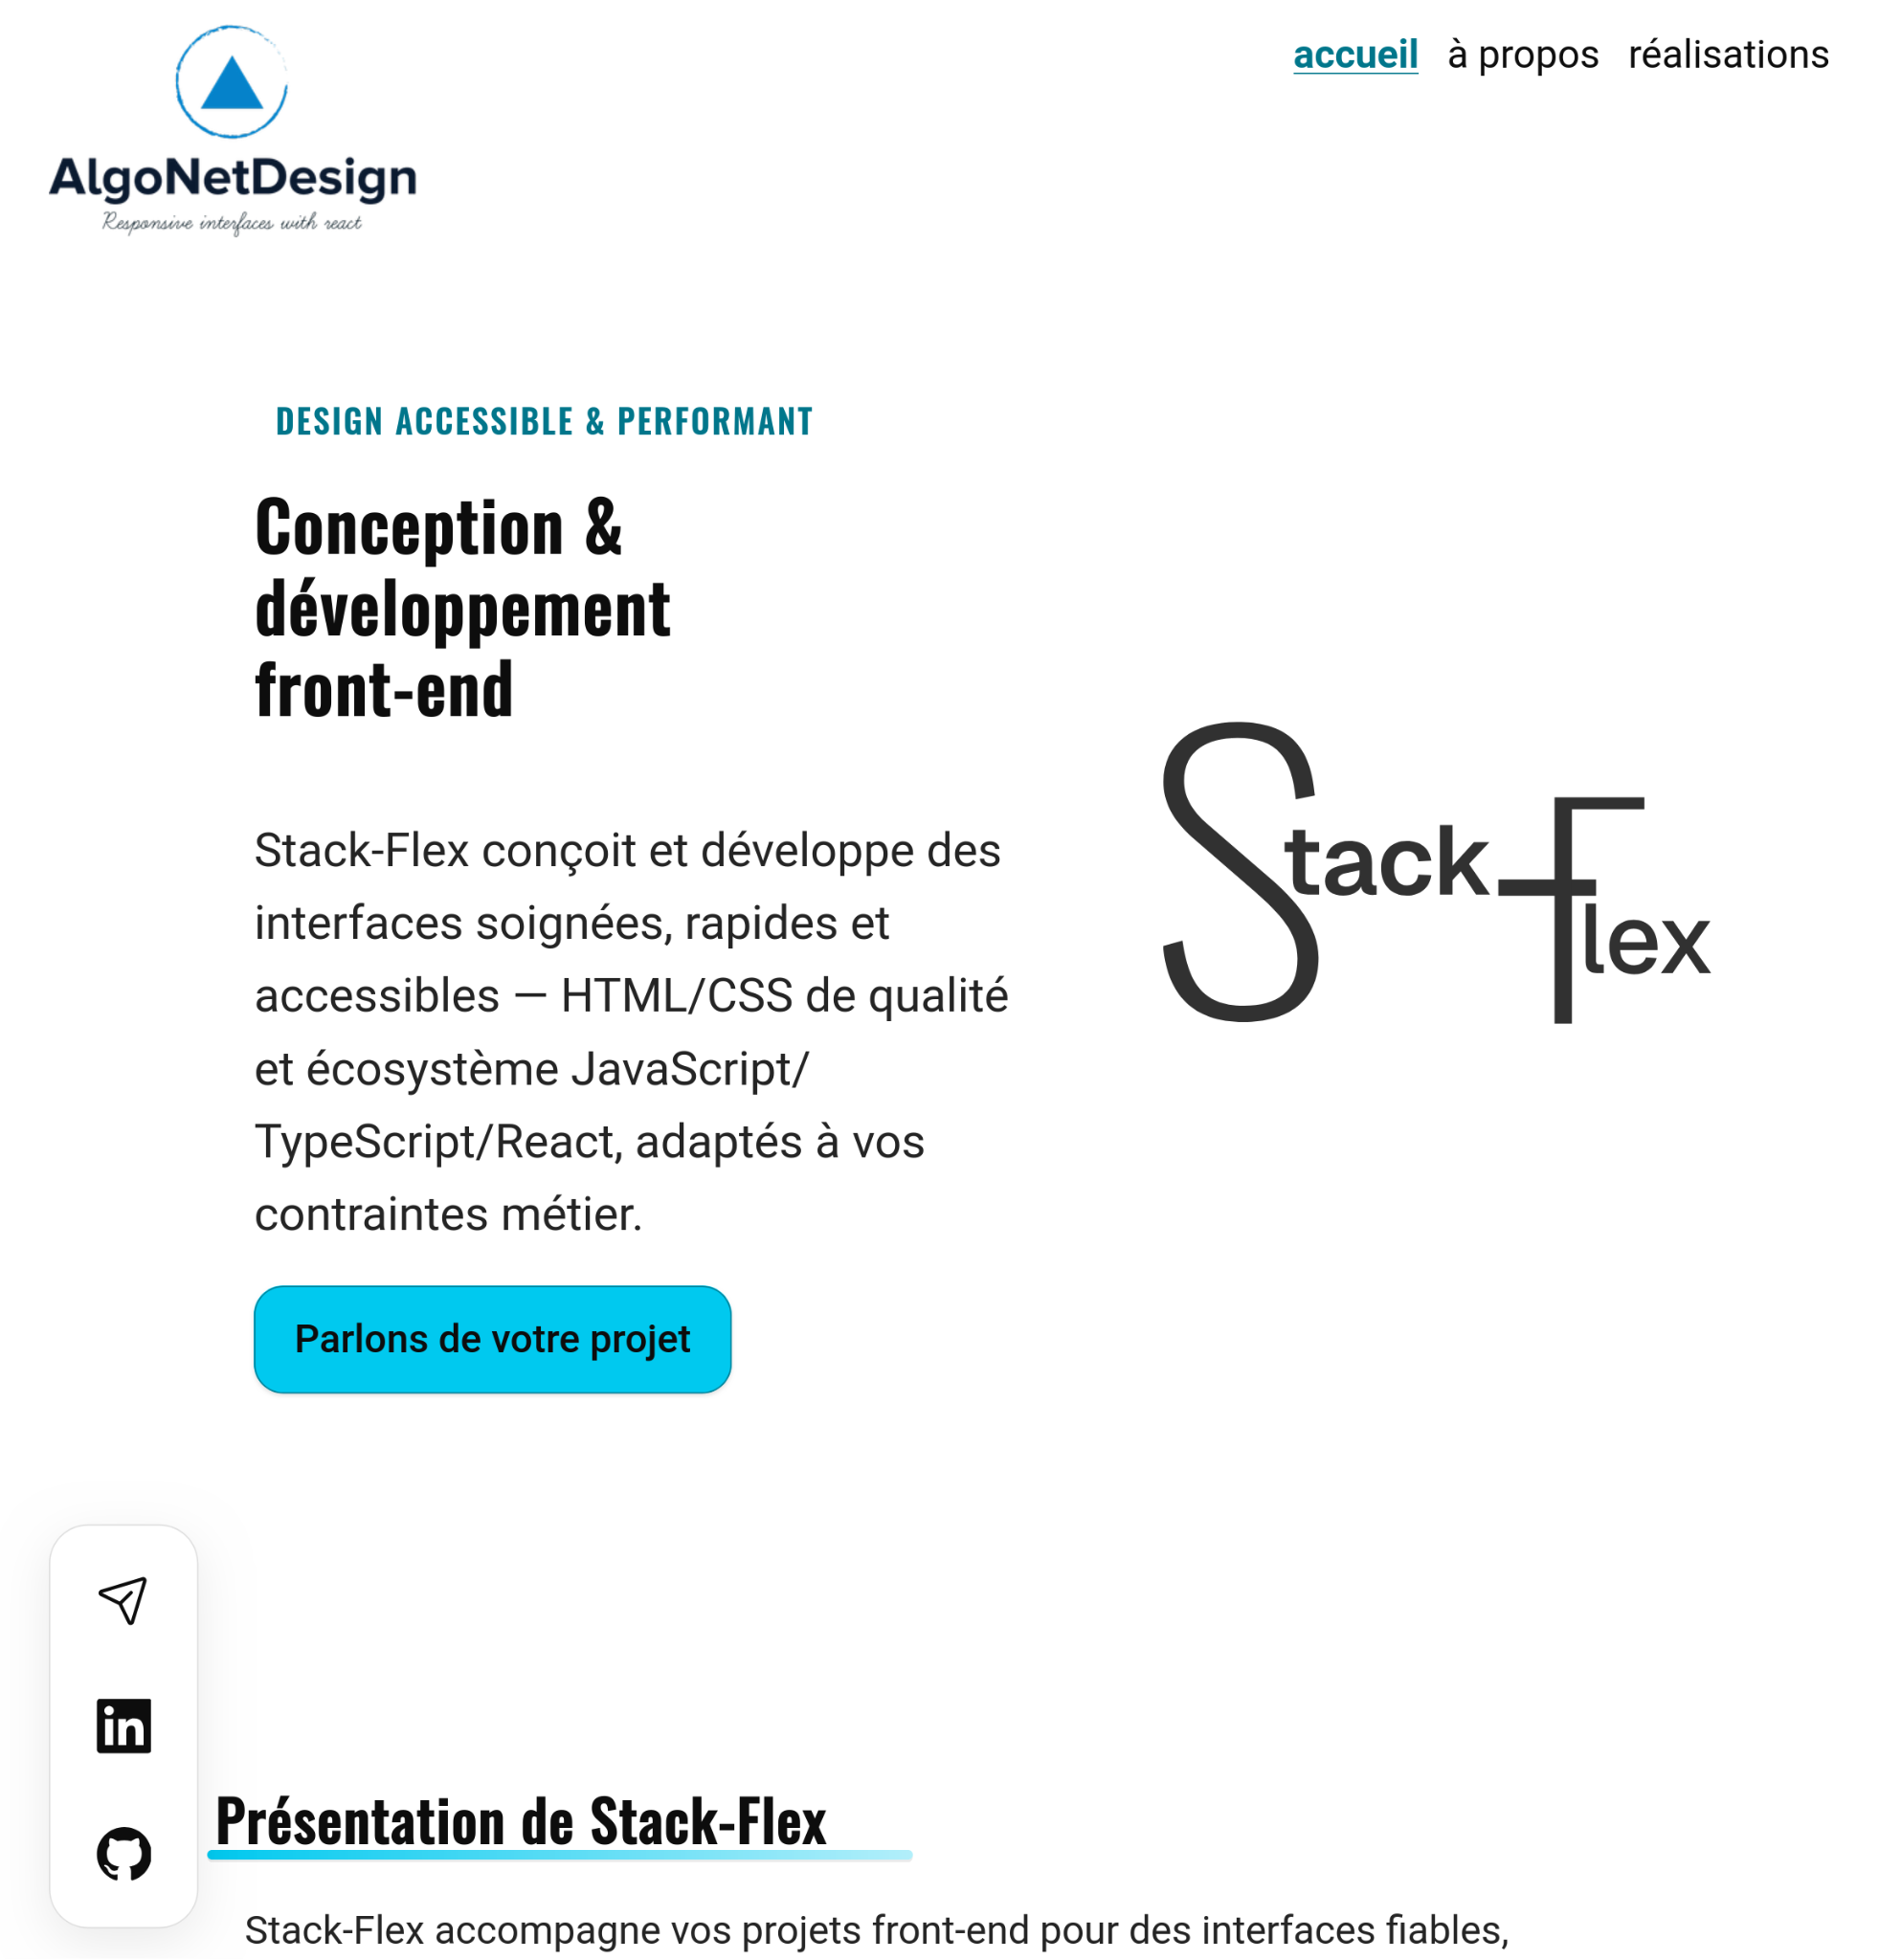 AlgoNetDesign
Responsive interfaces with react
accueil à propos réalisations
DESIGN ACCESSIBLE & PERFORMANT
Conception &
développement
front-end
Stack-Flex conçoit et développe des
interfaces soignées, rapides et
accessibles — HTML/CSS de qualité
et écosystème JavaScript/
TypeScript/React, adaptés à vos
contraintes métier.
Stack-Flex
Parlons de votre projet
in
Présentation de Stack-Flex
Stack-Flex accompagne vos projets front-end pour des interfaces fiables,